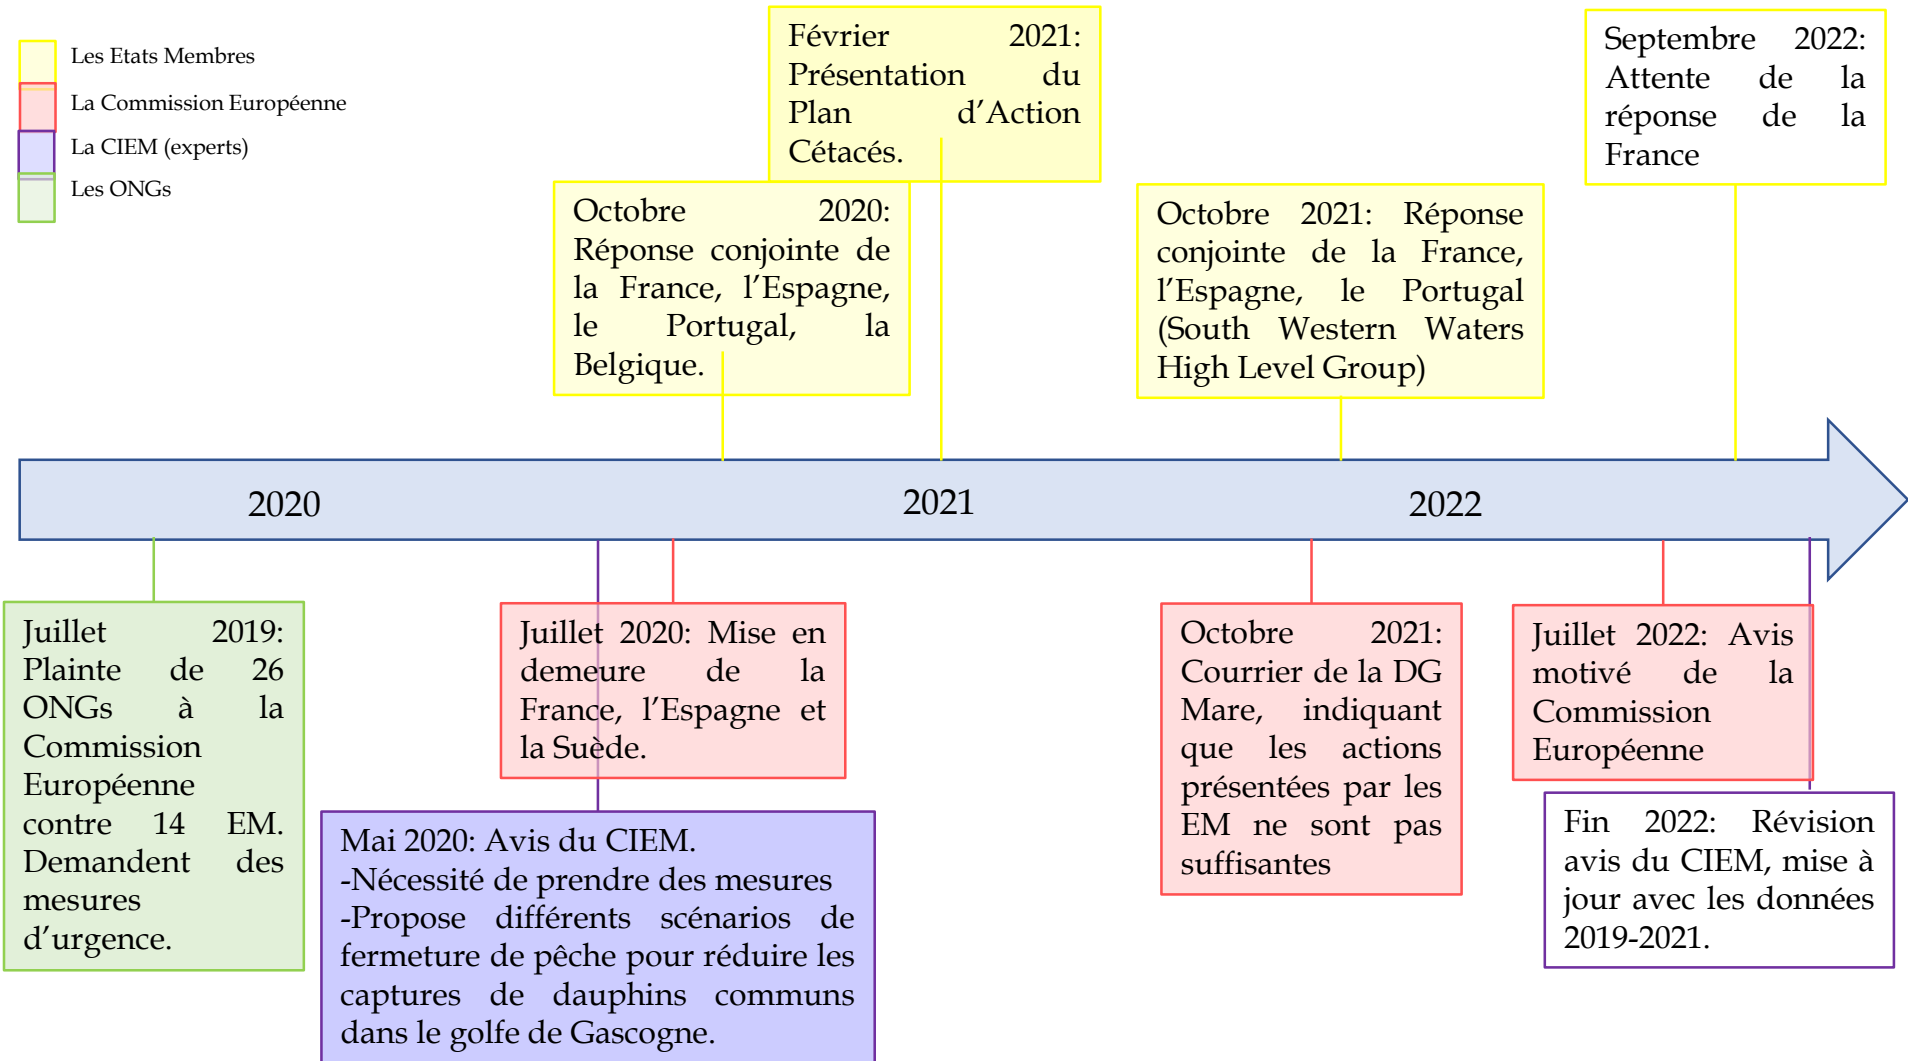 Les Etats Membres
La Commission Européenne
La CIEM (experts)
Les ONGs
Février 2021:
Présentation du
Plan d’Action
Cétacés.
Septembre 2022:
Attente de la
réponse de la
France
Octobre 2020:
Réponse conjointe de
la France, l’Espagne,
le Portugal, la
Belgique.
Octobre 2021: Réponse
conjointe de la France,
l’Espagne, le Portugal
(South Western Waters
High Level Group)
2020
2021
2022
Juillet 2019:
Plainte de 26
ONGs à la
Commission
Européenne
contre 14 EM.
Demandent des
mesures
d’urgence.
Juillet 2020: Mise en
demeure de la
France, l’Espagne et
la Suède.
Mai 2020: Avis du CIEM.
-Nécessité de prendre des mesures
-Propose différents scénarios de
fermeture de pêche pour réduire les
captures de dauphins communs
dans le golfe de Gascogne.
Octobre 2021:
Courrier de la DG
Mare, indiquant
que les actions
présentées par les
EM ne sont pas
suffisantes
Juillet 2022: Avis
motivé de la
Commission
Européenne
Fin 2022: Révision
avis du CIEM, mise à
jour avec les données
2019-2021.